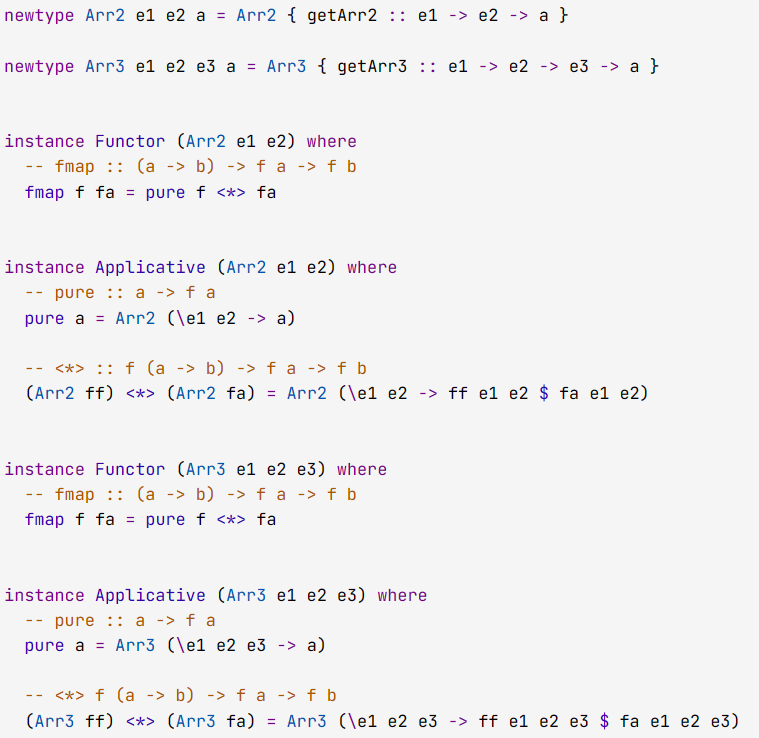 newtype Arr2 e1 e2 a = Arr2 { getArr2 :: e1 -> e2 -> a }
newtype Arr3 e1 e2 e3 a = Arr3 { getArr3 :: e1 -> e2 -> e3 -> a }
instance Functor (Arr2 e1 e2) where
  -- fmap :: (a -> b) -> f a -> f b
  fmap f fa = pure f <*> fa
instance Applicative (Arr2 e1 e2) where
  -- pure :: a -> f a
  pure a = Arr2 (\e1 e2 -> a)
  -- <*> :: f (a -> b) -> f a -> f b
  (Arr2 ff) <*> (Arr2 fa) = Arr2 (\e1 e2 -> ff e1 e2 $ fa e1 e2)
instance Functor (Arr3 e1 e2 e3) where
  -- fmap :: (a -> b) -> f a -> f b
  fmap f fa = pure f <*> fa
instance Applicative (Arr3 e1 e2 e3) where
  -- pure :: a -> f a
  pure a = Arr3 (\e1 e2 e3 -> a)
  -- <*> f (a -> b) -> f a -> f b
  (Arr3 ff) <*> (Arr3 fa) = Arr3 (\e1 e2 e3 -> ff e1 e2 e3 $ fa e1 e2 e3)